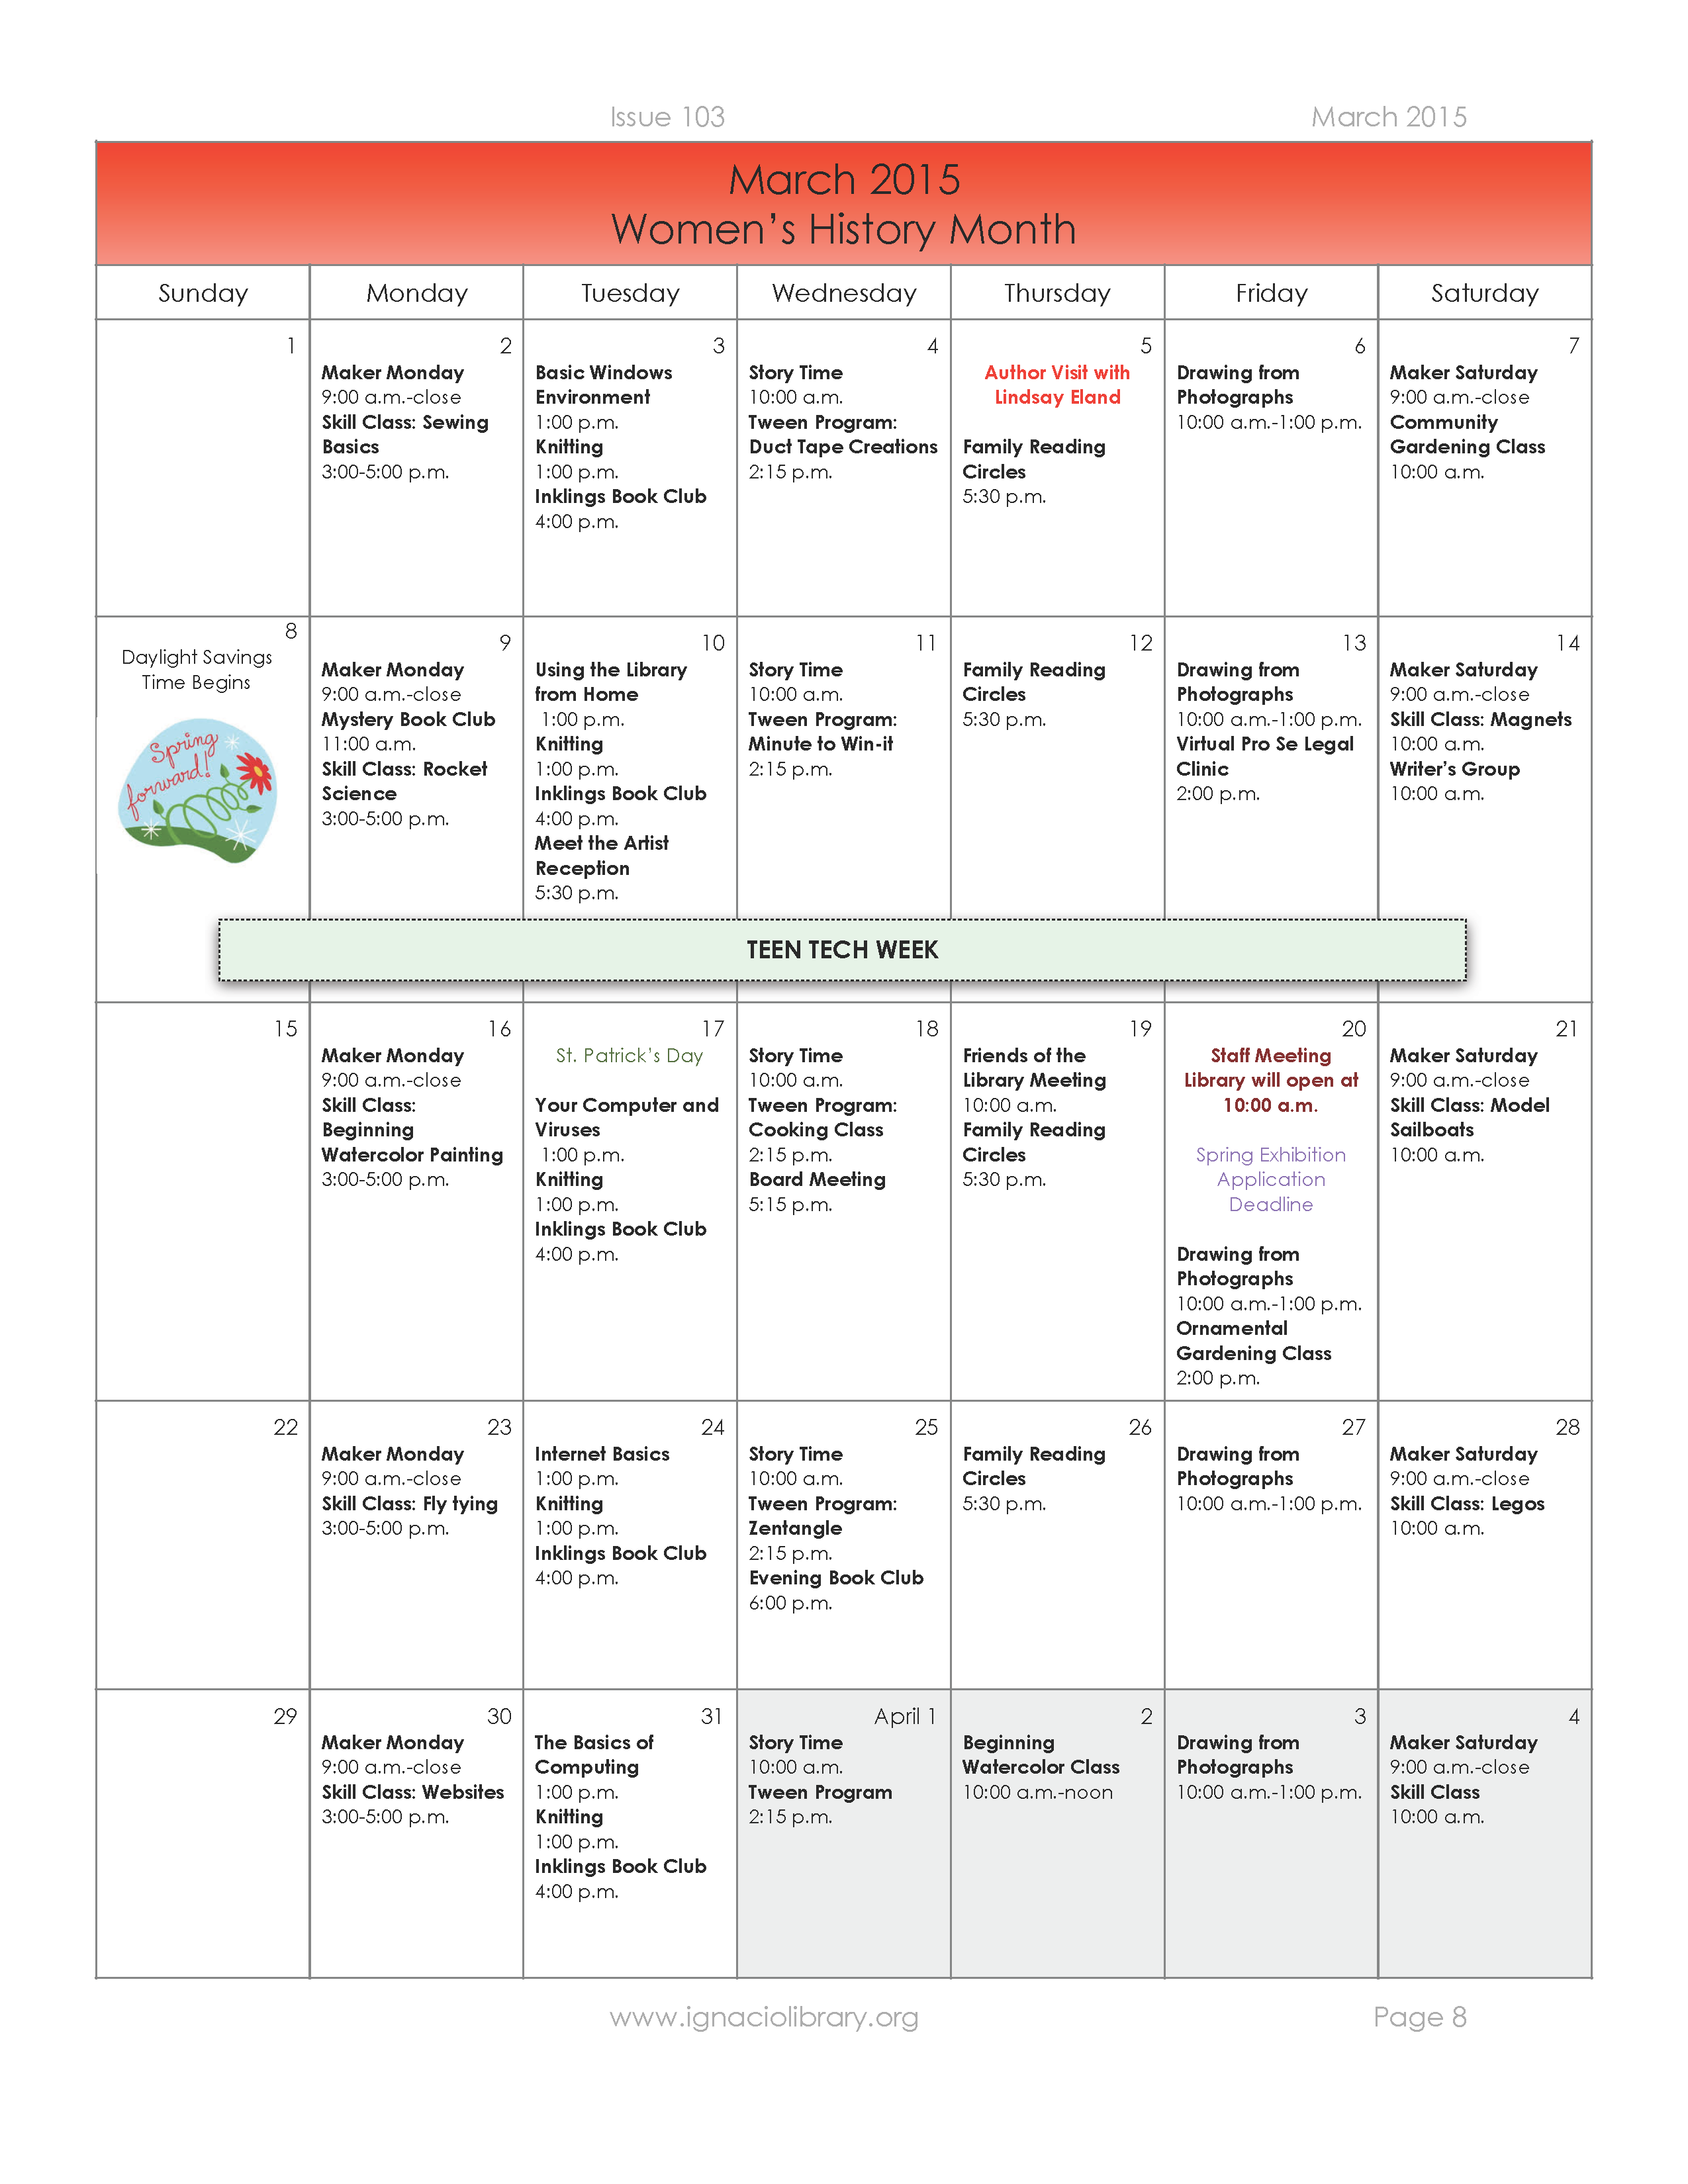 Issue 103
March 2015
March 2015
Women's History Month
Sunday
Monday
Tuesday
Wednesday
Thursday
Friday
Saturday
1
2
Maker Monday
9:00 a.m.-close
Skill Class: Sewing
Basics
3:00-5:00 p.m.
3
Basic Windows
Environment
1:00 p.m.
Knitting
1:00 p.m.
Inklings Book Club
4:00 p.m.
4
Story Time
10:00 a.m.
Tween Program:
Duct Tape Creations
2:15 p.m.
5
Author Visit with
Lindsay Eland
Family Reading
Circles
5:30 p.m.
6
Drawing from
Photographs
10:00 a.m.-1:00 p.m.
7
Maker Saturday
9:00 a.m.-close
Community
Gardening Class
10:00 a.m.
8
Daylight Savings
Time Begins
Spring
forward!
9
Maker Monday
9:00 a.m.-close
Mystery Book Club
11:00 a.m.
Skill Class: Rocket
Science
3:00-5:00 p.m.
10
Using the Library
from Home
1:00 p.m.
Knitting
1:00 p.m.
Inklings Book Club
4:00 p.m.
Meet the Artist
Reception
5:30 p.m.
11
Story Time
10:00 a.m.
Tween Program:
Minute to Win-it
2:15 p.m.
12
Family Reading
Circles
5:30 p.m.
13
Drawing from
Photographs
10:00 a.m.-1:00 p.m.
Virtual Pro Se Legal
Clinic
2:00 p.m.
14
Maker Saturday
9:00 a.m.-close
Skill Class: Magnets
10:00 a.m.
Writer's Group
10:00 a.m.
TEEN TECH WEEK
15
16
Maker Monday
9:00 a.m.-close
Skill Class:
Beginning
Watercolor Painting
3:00-5:00 p.m.
17
St. Patrick's Day
Your Computer and
Viruses
1:00 p.m.
Knitting
1:00 p.m.
Inklings Book Club
4:00 p.m.
18
Story Time
10:00 a.m.
Tween Program:
Cooking Class
2:15 p.m.
Board Meeting
5:15 p.m.
19
Friends of the
Library Meeting
10:00 a.m.
Family Reading
Circles
5:30 p.m.
20
Staff Meeting
Library will open at
10:00 a.m.
Spring Exhibition
Application
Deadline
Drawing from
Photographs
10:00 a.m.-1:00 p.m.
Ornamental
Gardening Class
2:00 p.m.
21
Maker Saturday
9:00 a.m.-close
Skill Class: Model
Sailboats
10:00 a.m.
22
23
Maker Monday
9:00 a.m.-close
Skill Class: Fly tying
3:00-5:00 p.m.
24
Internet Basics
1:00 p.m.
Knitting
1:00 p.m.
Inklings Book Club
4:00 p.m.
25
Story Time
10:00 a.m.
Tween Program:
Zentangle
2:15 p.m.
Evening Book Club
6:00 p.m.
26
Family Reading
Circles
5:30 p.m.
27
Drawing from
Photographs
10:00 a.m.-1:00 p.m.
28
Maker Saturday
9:00 a.m.-close
Skill Class: Legos
10:00 a.m.
29
30
Maker Monday
9:00 a.m.-close
Skill Class: Websites
3:00-5:00 p.m.
31
The Basics of
Computing
1:00 p.m.
Knitting
1:00 p.m.
Inklings Book Club
4:00 p.m.
April 1
Story Time
10:00 a.m.
Tween Program
2:15 p.m.
2
Beginning
Watercolor Class
10:00 a.m.-noon
3
Drawing from
Photographs
10:00 a.m.-1:00 p.m.
4
Maker Saturday
9:00 a.m.-close
Skill Class
10:00 a.m.
www.ignaciolibrary.org
Page 8